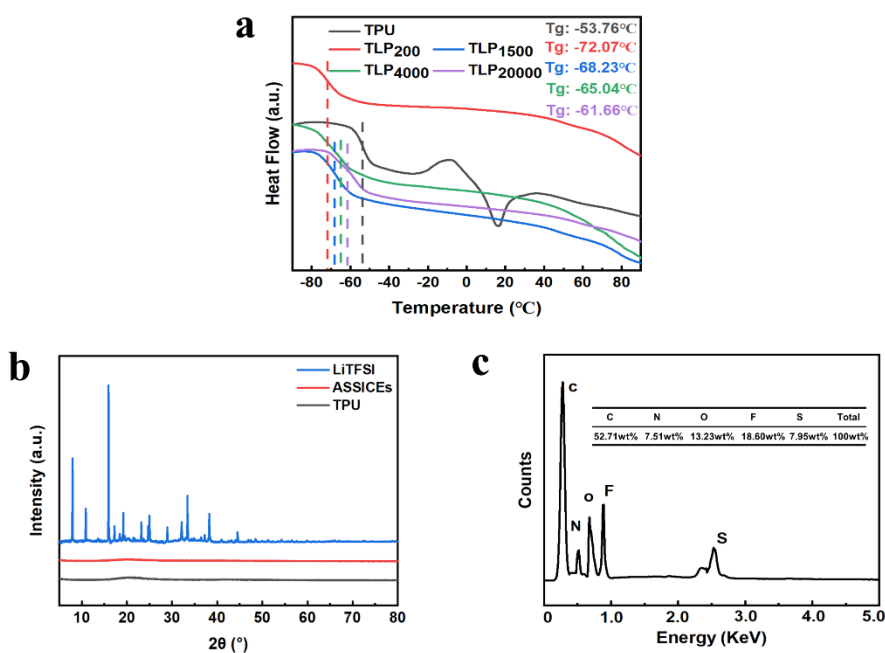 a
TPU
TLP200
TLP1500
TLP4000
TLP20000
Tg: -53.76℃
Tg: -72.07℃
Tg: -68.23℃
Tg: -65.04℃
Tg: -61.66℃
Heat Flow (a.u.)
-80 -60 -40 -20 0 20 40 60 80
Temperature (℃)
b
LiTFSI
ASSICEs
TPU
Intensity (a.u.)
10 20 30 40 50 60 70 80
2θ (°)
c
C
N
O
F
S
C N O F S Total
52.71wt% 7.51wt% 13.23wt% 18.60wt% 7.95wt% 100wt%
Counts
0 1.0 2.0 3.0 4.0 5.0
Energy (KeV)